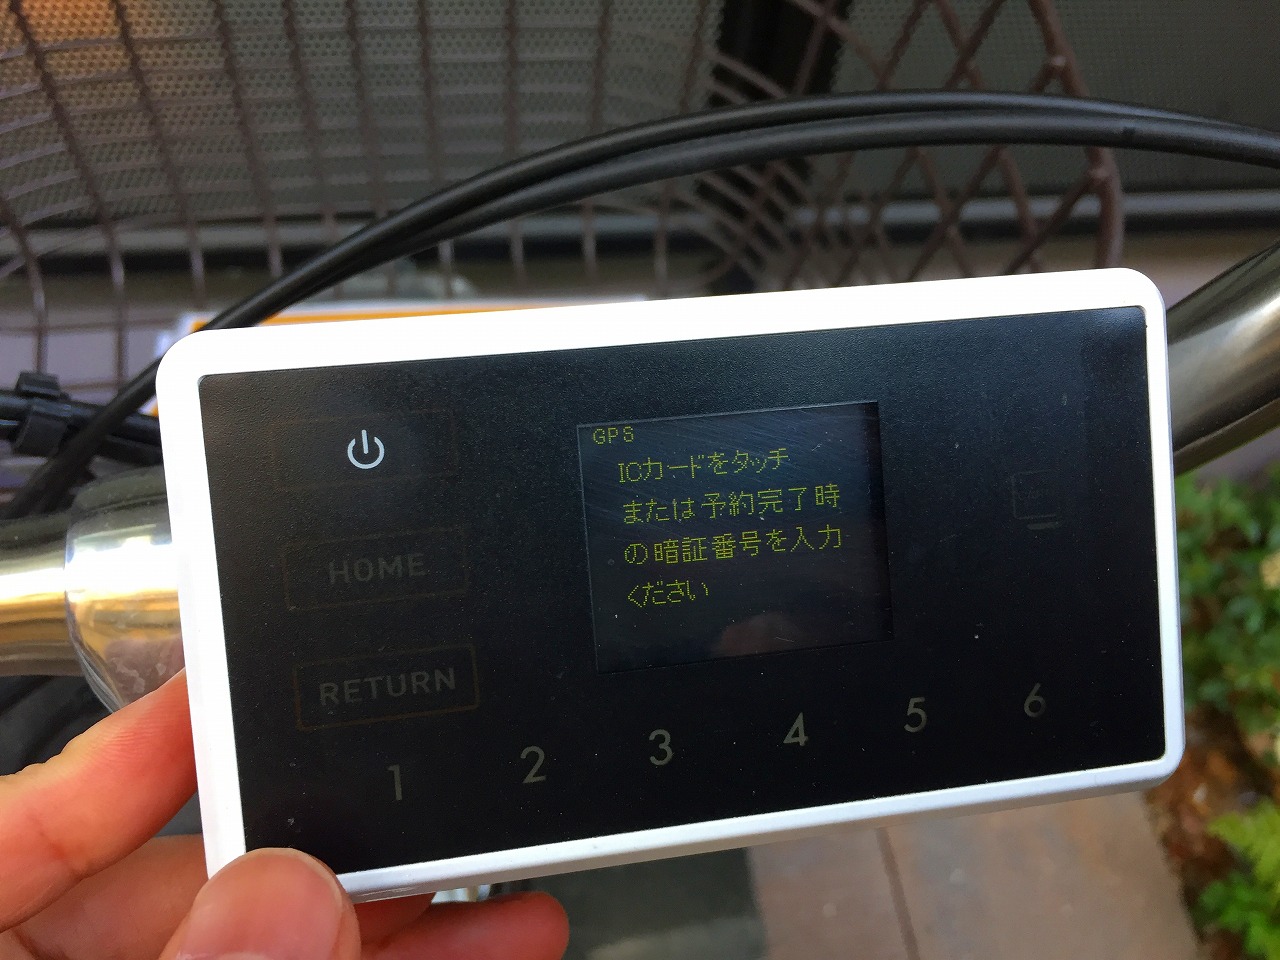 GPS
ICカードをタッチ
または予約完了時
の暗証番号を入力
ください
HOME
RETURN
1 2 3 4 5 6